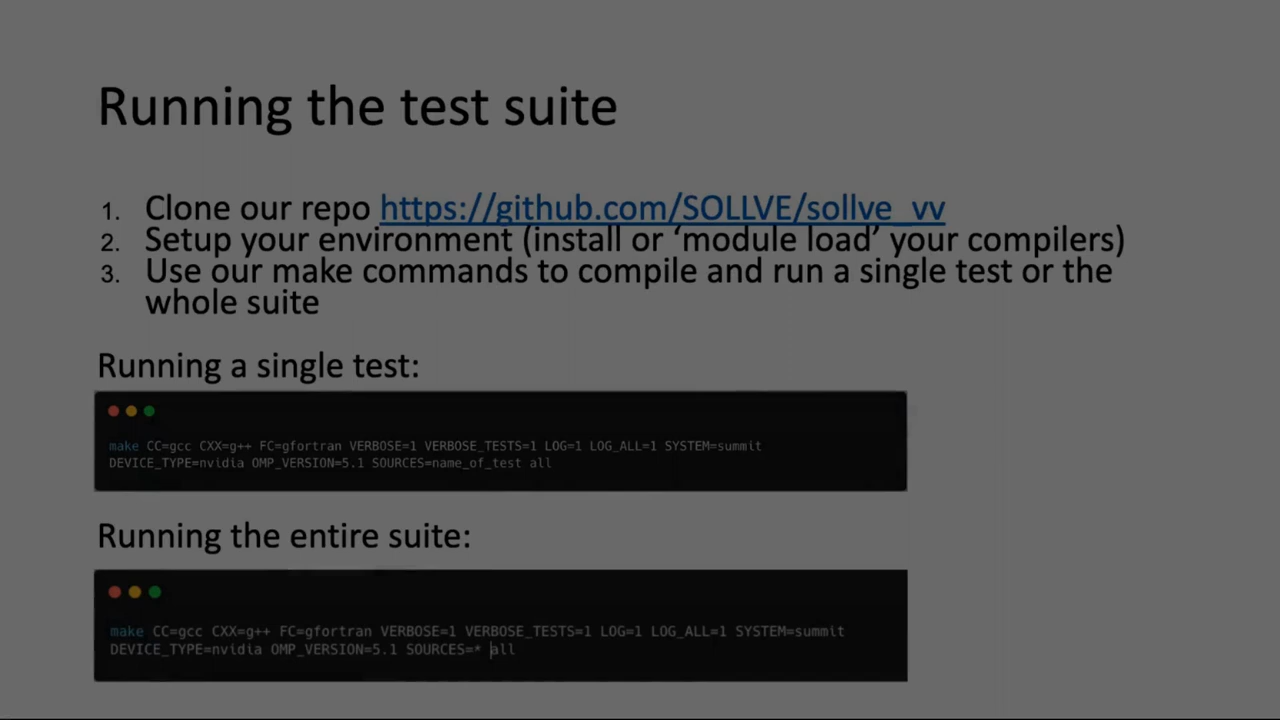 Running the test suite
1. Clone our repo https://github.com/SOLLVE/sollve_vv
2. Setup your environment (install or ‘module load’ your compilers)
3. Use our make commands to compile and run a single test or the
whole suite
Running a single test:
make CC=gcc CXX=g++ FC=gfortran VERBOSE=1 VERBOSE_TESTS=1 LOG=1 LOG_ALL=1 SYSTEM=summit
DEVICE_TYPE=nvidia OMP_VERSION=5.1 SOURCES=name_of_test all
Running the entire suite:
make CC=gcc CXX=g++ FC=gfortran VERBOSE=1 VERBOSE_TESTS=1 LOG=1 LOG_ALL=1 SYSTEM=summit
DEVICE_TYPE=nvidia OMP_VERSION=5.1 SOURCES=* all